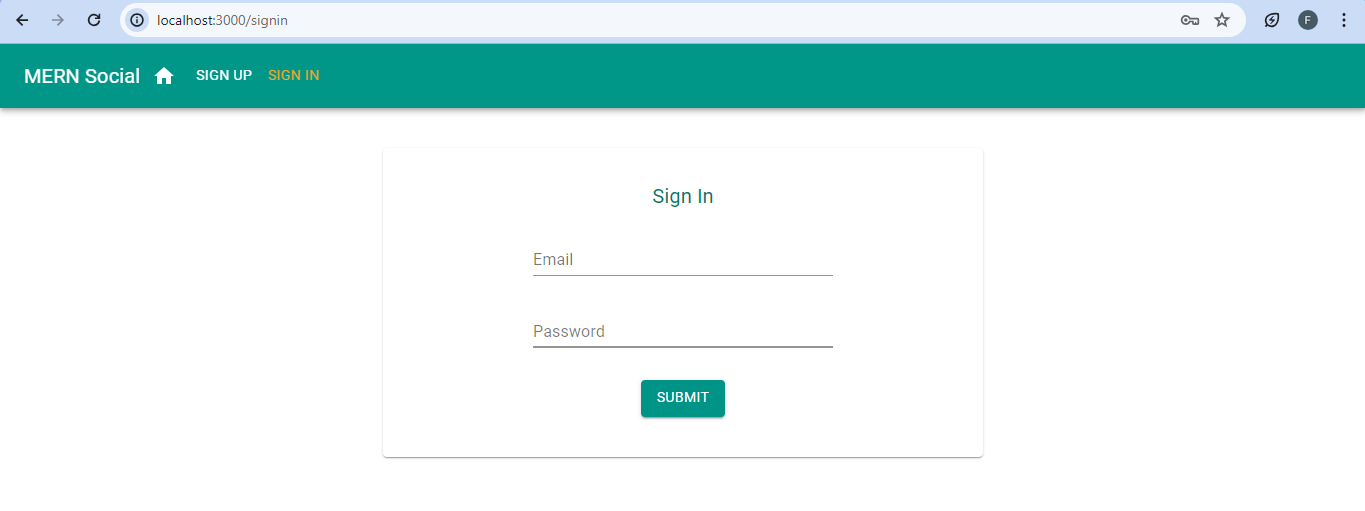 localhost:3000/signin
F
MERN Social SIGN UP SIGN IN
Sign In
Email
Password
SUBMIT